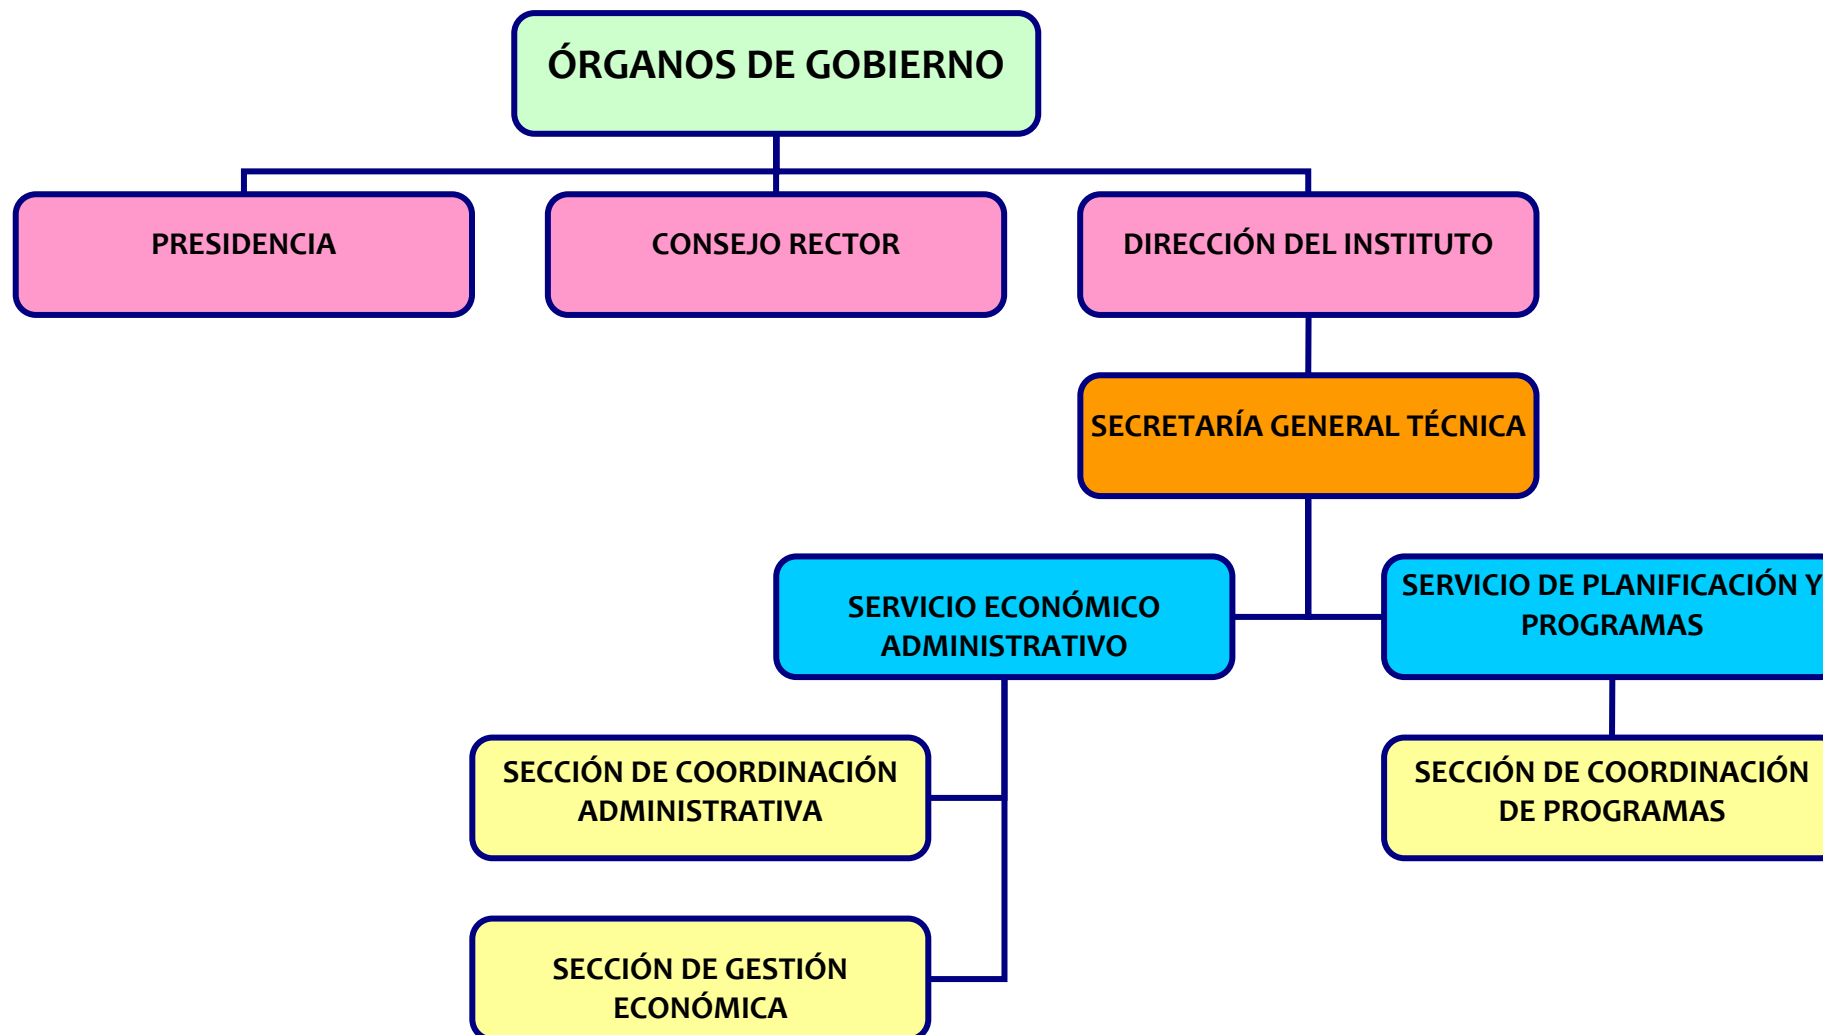 ÓRGANOS DE GOBIERNO
PRESIDENCIA
CONSEJO RECTOR
DIRECCIÓN DEL INSTITUTO
SECRETARÍA GENERAL TÉCNICA
SERVICIO ECONÓMICO
ADMINISTRATIVO
SERVICIO DE PLANIFICACIÓN Y
PROGRAMAS
SECCIÓN DE COORDINACIÓN
ADMINISTRATIVA
SECCIÓN DE COORDINACIÓN
DE PROGRAMAS
SECCIÓN DE GESTIÓN
ECONÓMICA